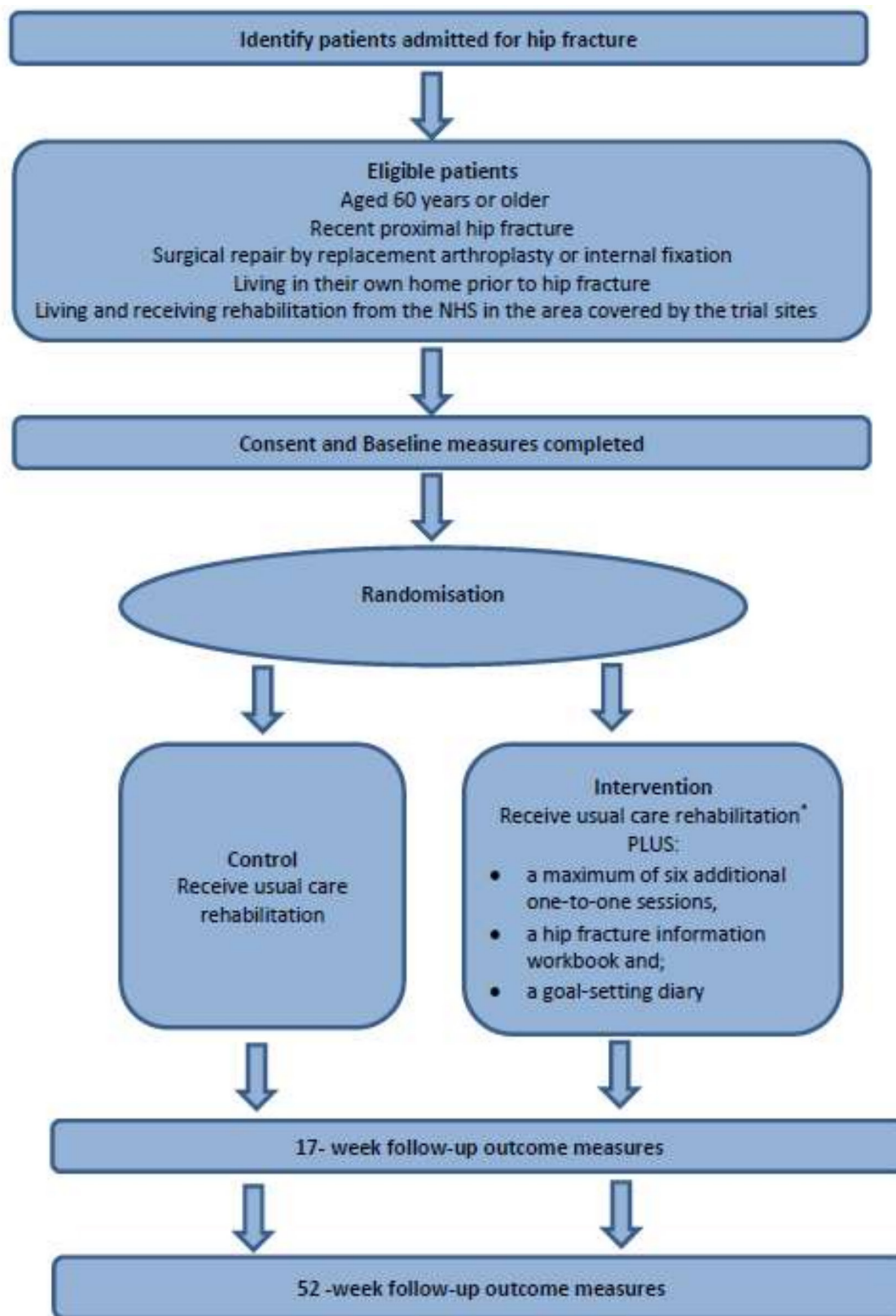 Identify patients admitted for hip fracture
Eligible patients
Aged 60 years or older
Recent proximal hip fracture
Surgical repair by replacement arthroplasty or internal fixation
Living in their own home prior to hip fracture
Living and receiving rehabilitation from the NHS in the area covered by the trial sites
Consent and Baseline measures completed
Randomisation
Control
Receive usual care
rehabilitation
Intervention
Receive usual care rehabilitation*
PLUS:
• a maximum of six additional
one-to-one sessions,
• a hip fracture information
workbook and;
• a goal-setting diary
17- week follow-up outcome measures
52 -week follow-up outcome measures